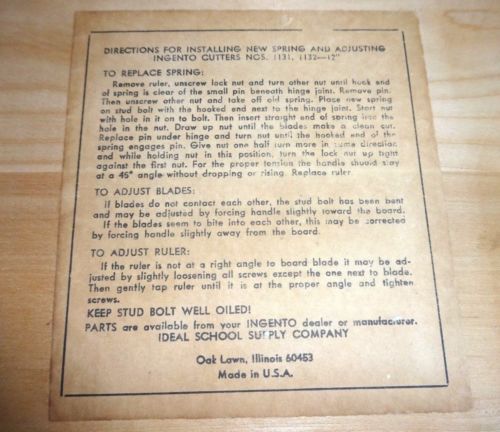 DIRECTIONS FOR INSTALLING NEW SPRING AND ADJUSTING
INGENTO CUTTERS NOS. 1131, 1132—12"
TO REPLACE SPRING:
Remove ruler, unscrew lock nut and turn other nut until hook end
of spring is clear of the small pin beneath hinge joint. Remove pin.
Then unscrew other nut and take off old spring. Place new spring
on stud bolt with the hooked end next to the hinge joint. Start nut
with hole in it on to bolt. Then insert straight end of spring into the
hole in the nut. Draw up nut until the blades make a clean cut.
Replace pin under hinge and turn nut until the hooked end of the
spring engages pin. Give nut one half turn more in same direction
and while holding nut in this position, turn the lock nut up tight
against the first nut. For the proper tension the handle should stay
at a 45° angle without dropping or rising. Replace ruler.
TO ADJUST BLADES:
If blades do not contact each other, the stud bolt has been bent
and may be adjusted by forcing handle slightly toward the board.
If the blades seem to bite into each other, this may be corrected
by forcing handle slightly away from the board.
TO ADJUST RULER:
If the ruler is not at a right angle to board blade it may be ad-
justed by slightly loosening all screws except the one next to blade.
Then gently tap ruler until it is at the proper angle and tighten
screws.
KEEP STUD BOLT WELL OILED!
PARTS are available from your INGENTO dealer or manufacturer.
IDEAL SCHOOL SUPPLY COMPANY
Oak Lawn, Illinois 60453
Made in U.S.A.